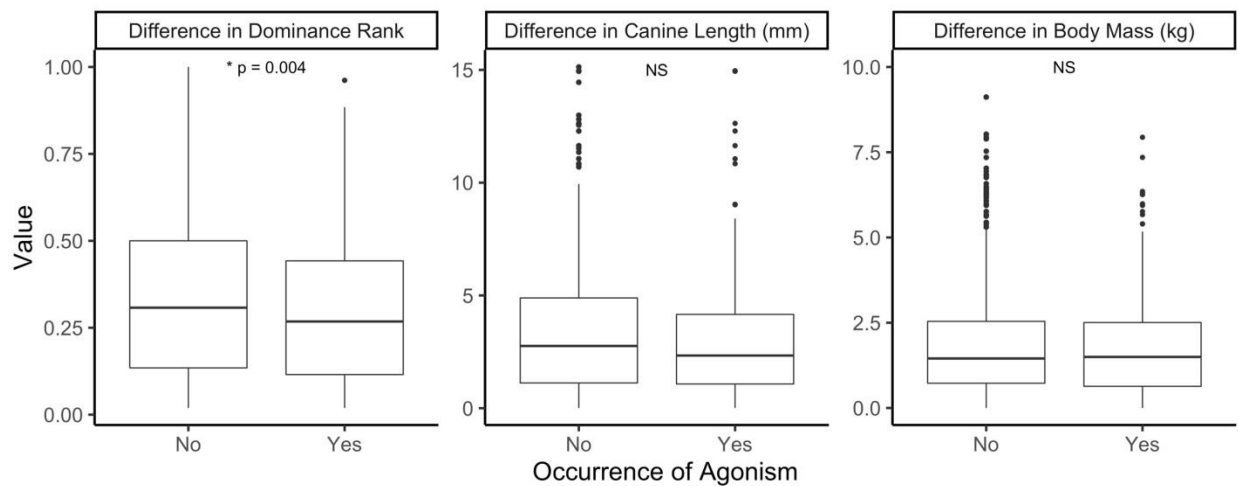 Difference in Dominance Rank
* p = 0.004
1.00
0.75
0.50
0.25
0.00
No
Yes
Value
Difference in Canine Length (mm)
NS
15
10
5
0
No
Yes
Occurrence of Agonism
Difference in Body Mass (kg)
NS
10.0
7.5
5.0
2.5
0.0
No
Yes